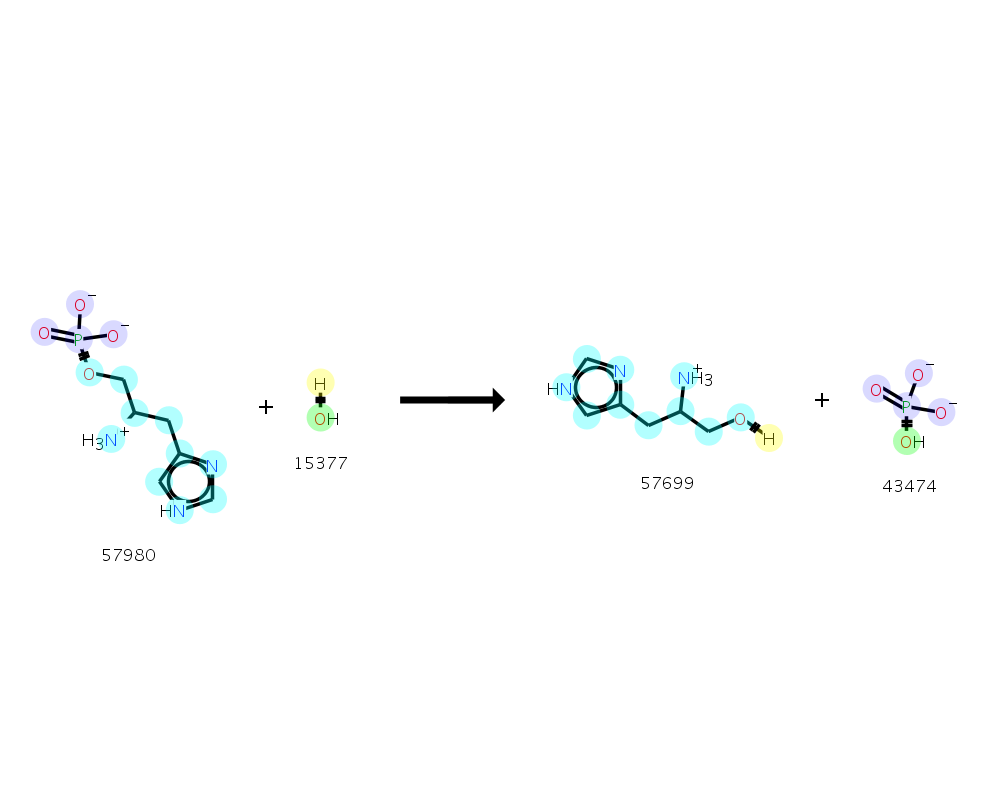 O⁻
O P O⁻
O
H₃N⁺
N
HN
57980
+
H
OH
15377
HN N
NH3⁺
O H
57699
+
O⁻
O P O⁻
OH
43474